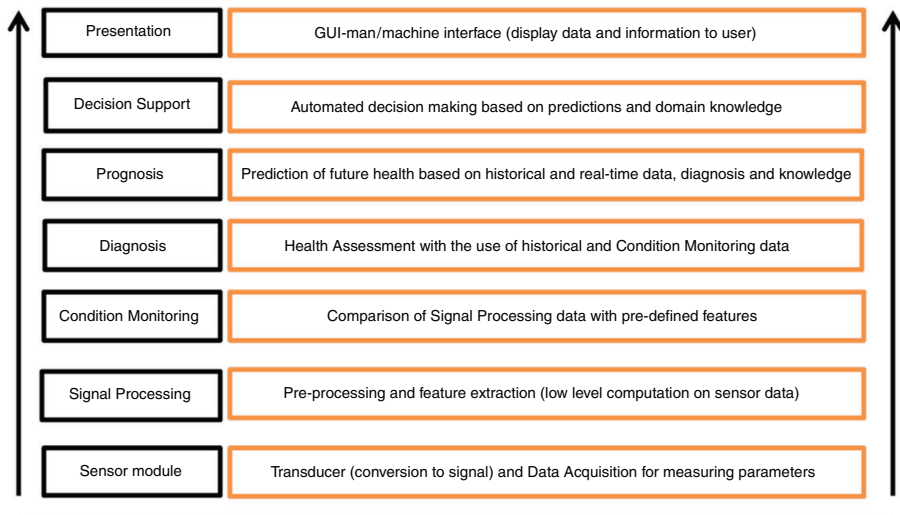 Presentation
GUI-man/machine interface (display data and information to user)
Decision Support
Automated decision making based on predictions and domain knowledge
Prognosis
Prediction of future health based on historical and real-time data, diagnosis and knowledge
Diagnosis
Health Assessment with the use of historical and Condition Monitoring data
Condition Monitoring
Comparison of Signal Processing data with pre-defined features
Signal Processing
Pre-processing and feature extraction (low level computation on sensor data)
Sensor module
Transducer (conversion to signal) and Data Acquisition for measuring parameters